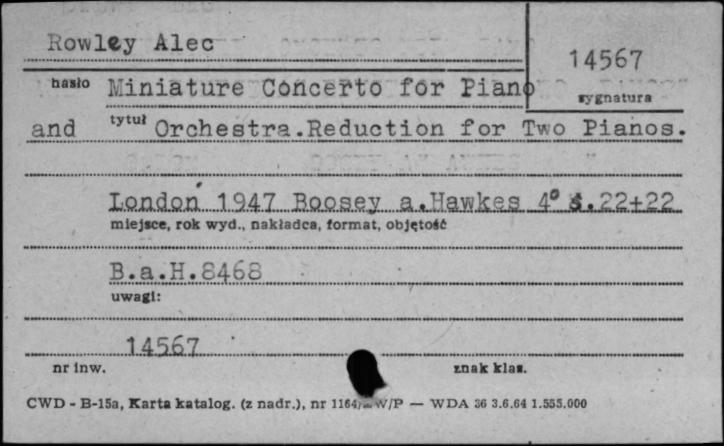 Rowley Alec
14567
hasło Miniature Concerto for Piano
sygnatura
and tytuł Orchestra.Reduction for Two Pianos.
London 1947 Boosey a.Hawkes 4° s.22+22
miejsce, rok wyd., nakładca, format, objętość
B.a.H.8468
uwagi:
14567
nr inw. znak klas.
CWD - B-15a, Karta katalog. (z nadr.), nr 1164/ W/P — WDA 36 3.6.64 1.555.000